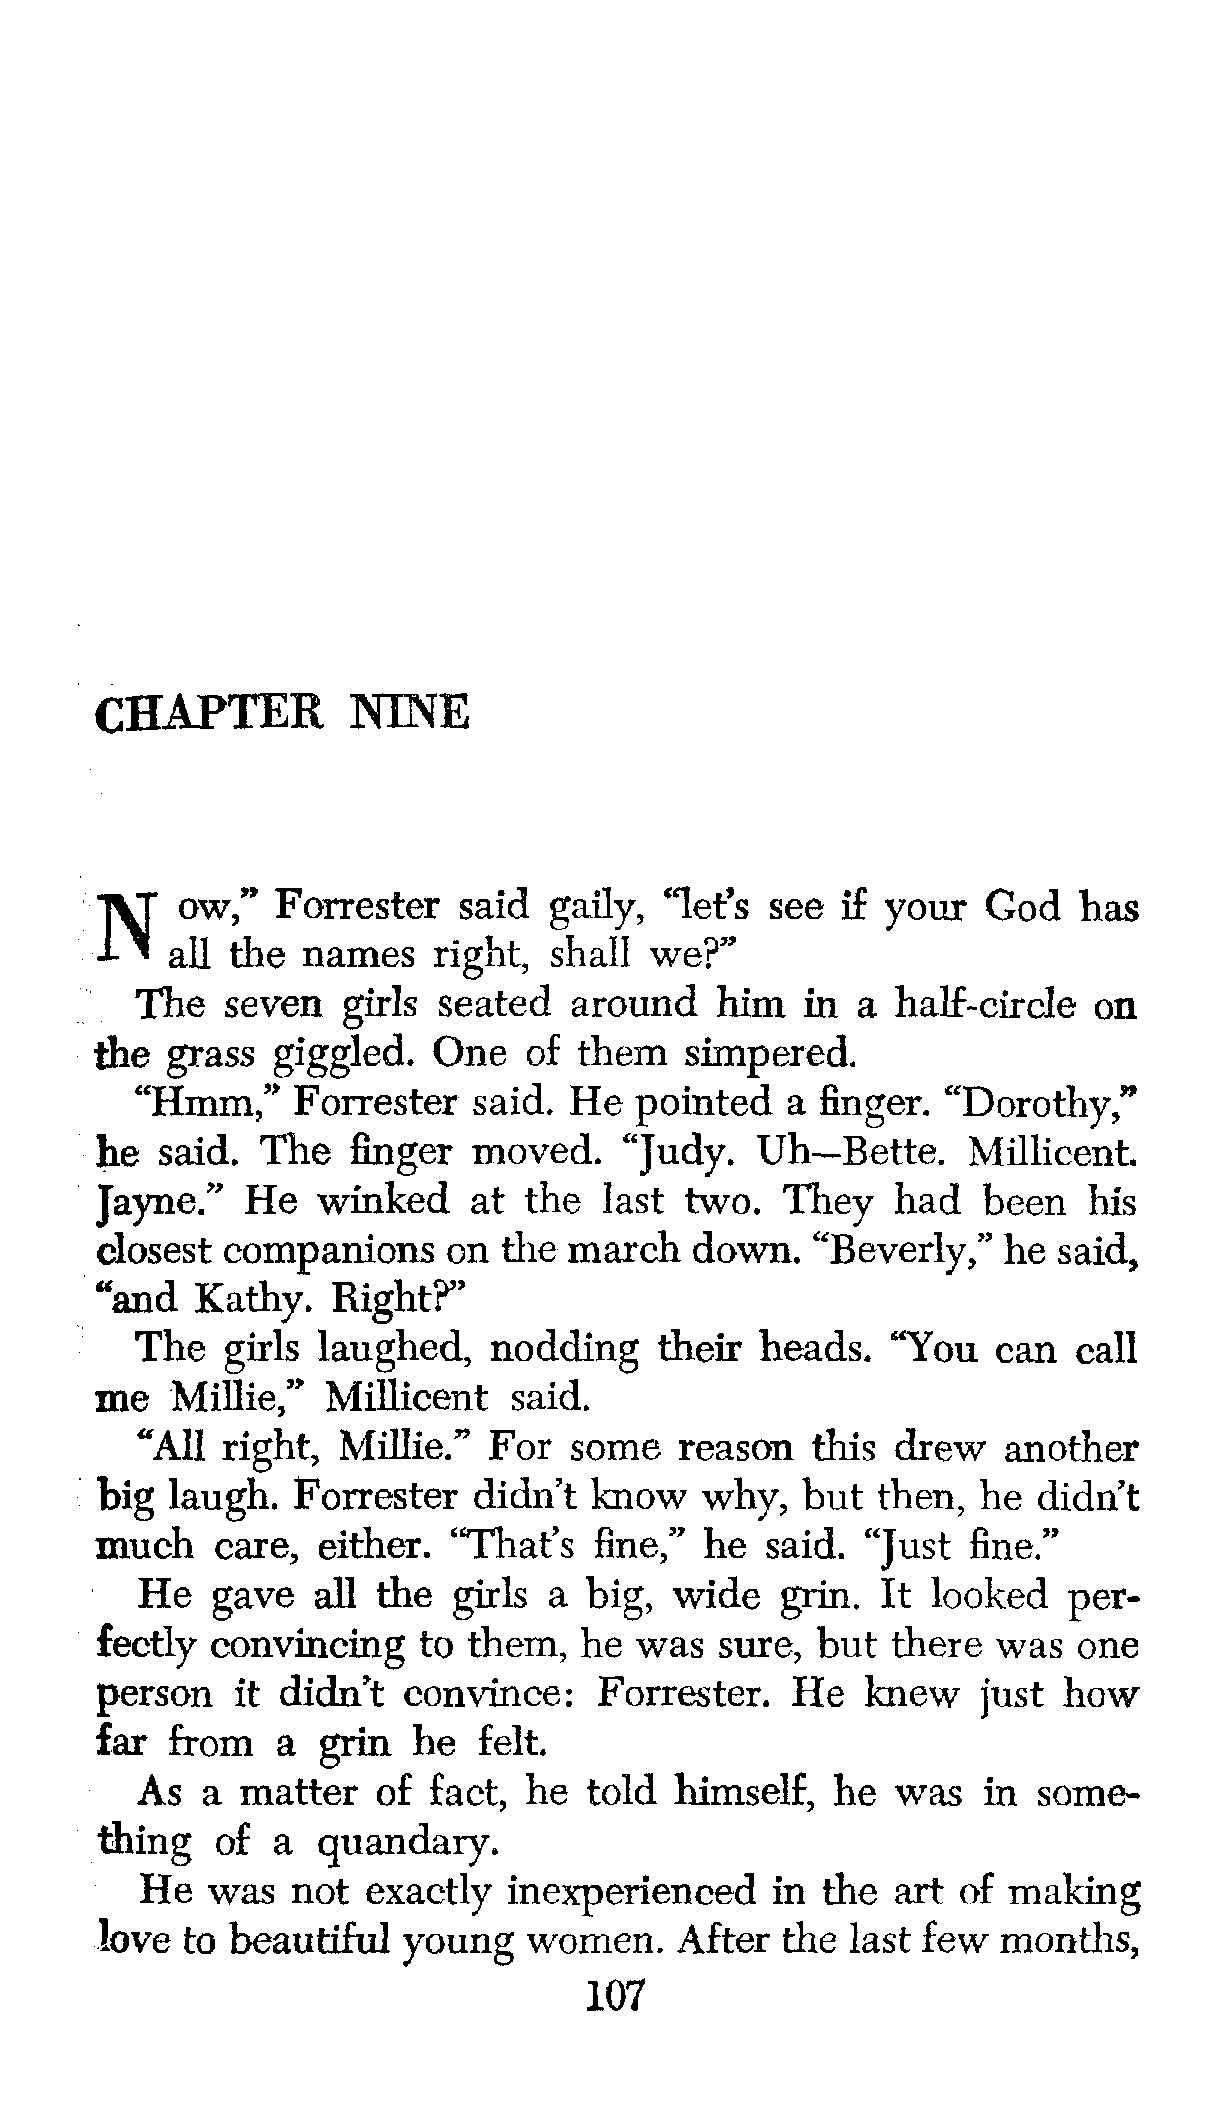 CHAPTER NINE
Now,” Forrester said gaily, “let’s see if your God has
all the names right, shall we?”
The seven girls seated around him in a half-circle on
the grass giggled. One of them simpered.
“Hmm,” Forrester said. He pointed a finger. “Dorothy,”
he said. The finger moved. “Judy. Uh—Bette. Millicent.
Jayne.” He winked at the last two. They had been his
closest companions on the march down. “Beverly,” he said,
“and Kathy. Right?”
The girls laughed, nodding their heads. “You can call
me Millie,” Millicent said.
“All right, Millie.” For some reason this drew another
big laugh. Forrester didn’t know why, but then, he didn’t
much care, either. “That’s fine,” he said. “Just fine.”
He gave all the girls a big, wide grin. It looked per-
fectly convincing to them, he was sure, but there was one
person it didn’t convince: Forrester. He knew just how
far from a grin he felt.
As a matter of fact, he told himself, he was in some-
thing of a quandary.
He was not exactly inexperienced in the art of making
love to beautiful young women. After the last few months,
107